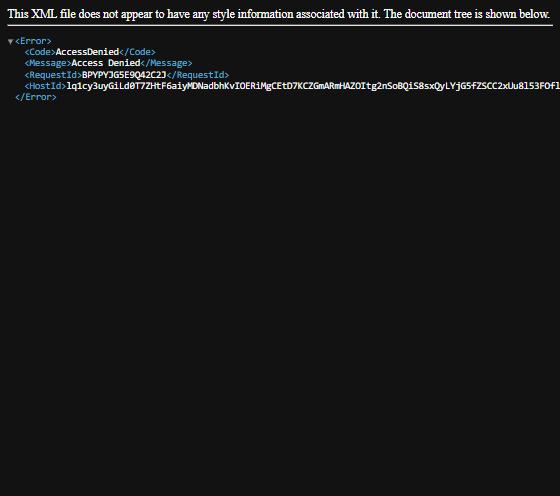 This XML file does not appear to have any style information associated with it. The document tree is shown below.
<Error>
<Code>AccessDenied</Code>
<Message>Access Denied</Message>
<RequestId>BPYPYJG5E9Q42C2J</RequestId>
<HostId>lq1cy3uyGiLd0T7ZHtF6aiyMDNadbhKvIOERiMgCEtD7KCZGmARmHAZOItg2nSoBQiS8sxQyLYjG5fZSCC2xUu8l53FOfl
</Error>